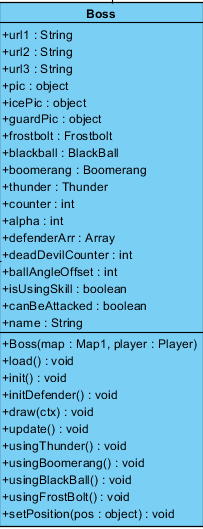 Boss
+url1 : String
+url2 : String
+url3 : String
+pic : object
+icePic : object
+guardPic : object
+frostbolt : Frostbolt
+blackball : BlackBall
+boomerang : Boomerang
+thunder : Thunder
+counter : int
+alpha : int
+defenderArr : Array
+deadDevilCounter : int
+ballAngleOffset : int
+isUsingSkill : boolean
+canBeAttacked : boolean
+name : String
+Boss(map : Map1, player : Player)
+load() : void
+init() : void
+initDefender() : void
+draw(ctx) : void
+update() : void
+usingThunder() : void
+usingBoomerang() : void
+usingBlackBall() : void
+usingFrostBolt() : void
+setPosition(pos : object) : void